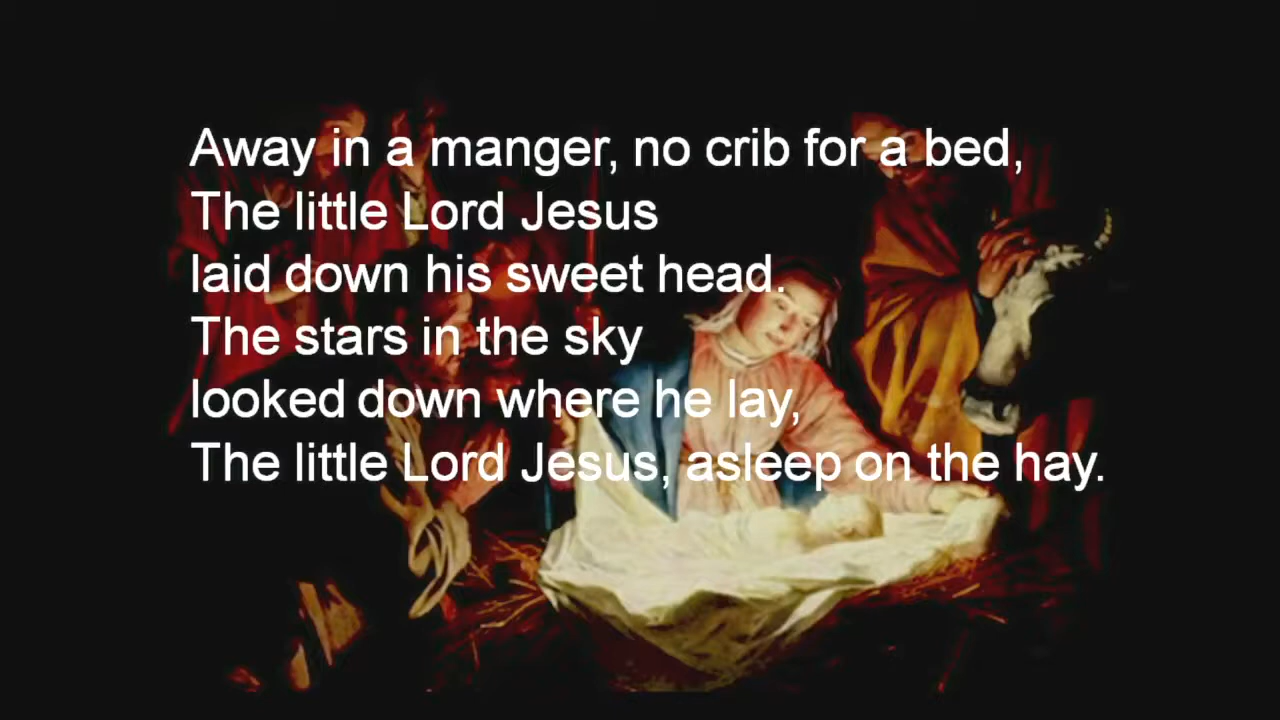 Away in a manger, no crib for a bed,
The little Lord Jesus
laid down his sweet head.
The stars in the sky
looked down where he lay,
The little Lord Jesus, asleep on the hay.